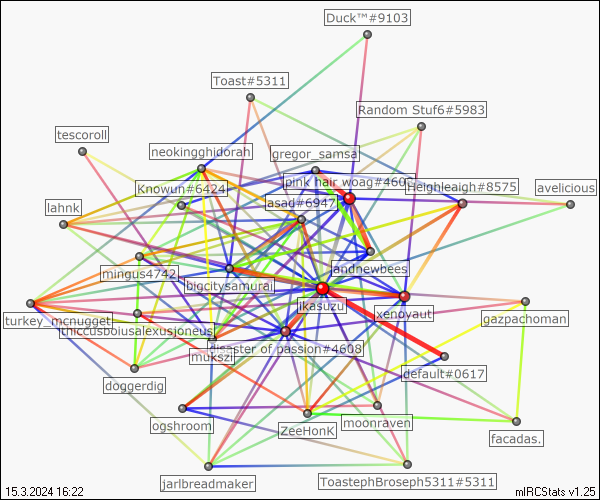 Duck™#9103
Toast#5311
Random Stuf6#5983
tescoroll
neokingghidorah
gregor_samsa
pink hair woag#4604
Heighleaigh#8575
avelicious
Knowun#6424
asad#6947
lahnk
andnewbees
mingus4742
bigcitysamurai
ikasuzu
xenoyaut
gazpachoman
turkey_mcnugget
disaster of passion#4608
mukszi
doggerdig
default#0617
ogshroom
ZeeHonK
moonraven
facadas.
jarlbreadmaker
ToastephBroseph5311#5311
15.3.2024 16:22
mIRCStats v1.25